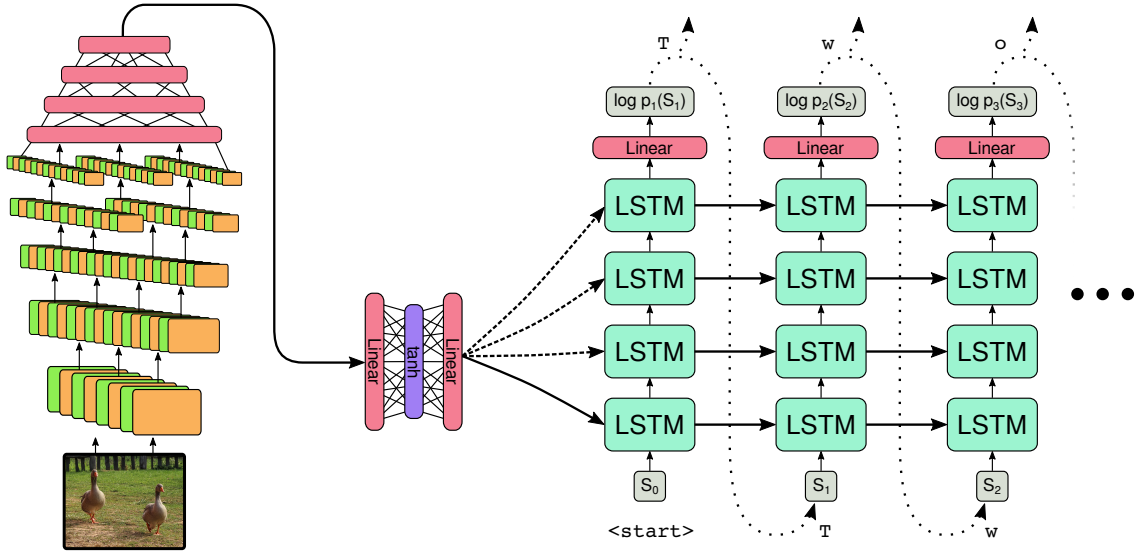 T w o
log p₁(S₁) log p₂(S₂) log p₃(S₃)
Linear Linear Linear
LSTM LSTM LSTM
LSTM LSTM LSTM
Linear tanh Linear
LSTM LSTM LSTM
LSTM LSTM LSTM
S₀ S₁ S₂
<start> T w